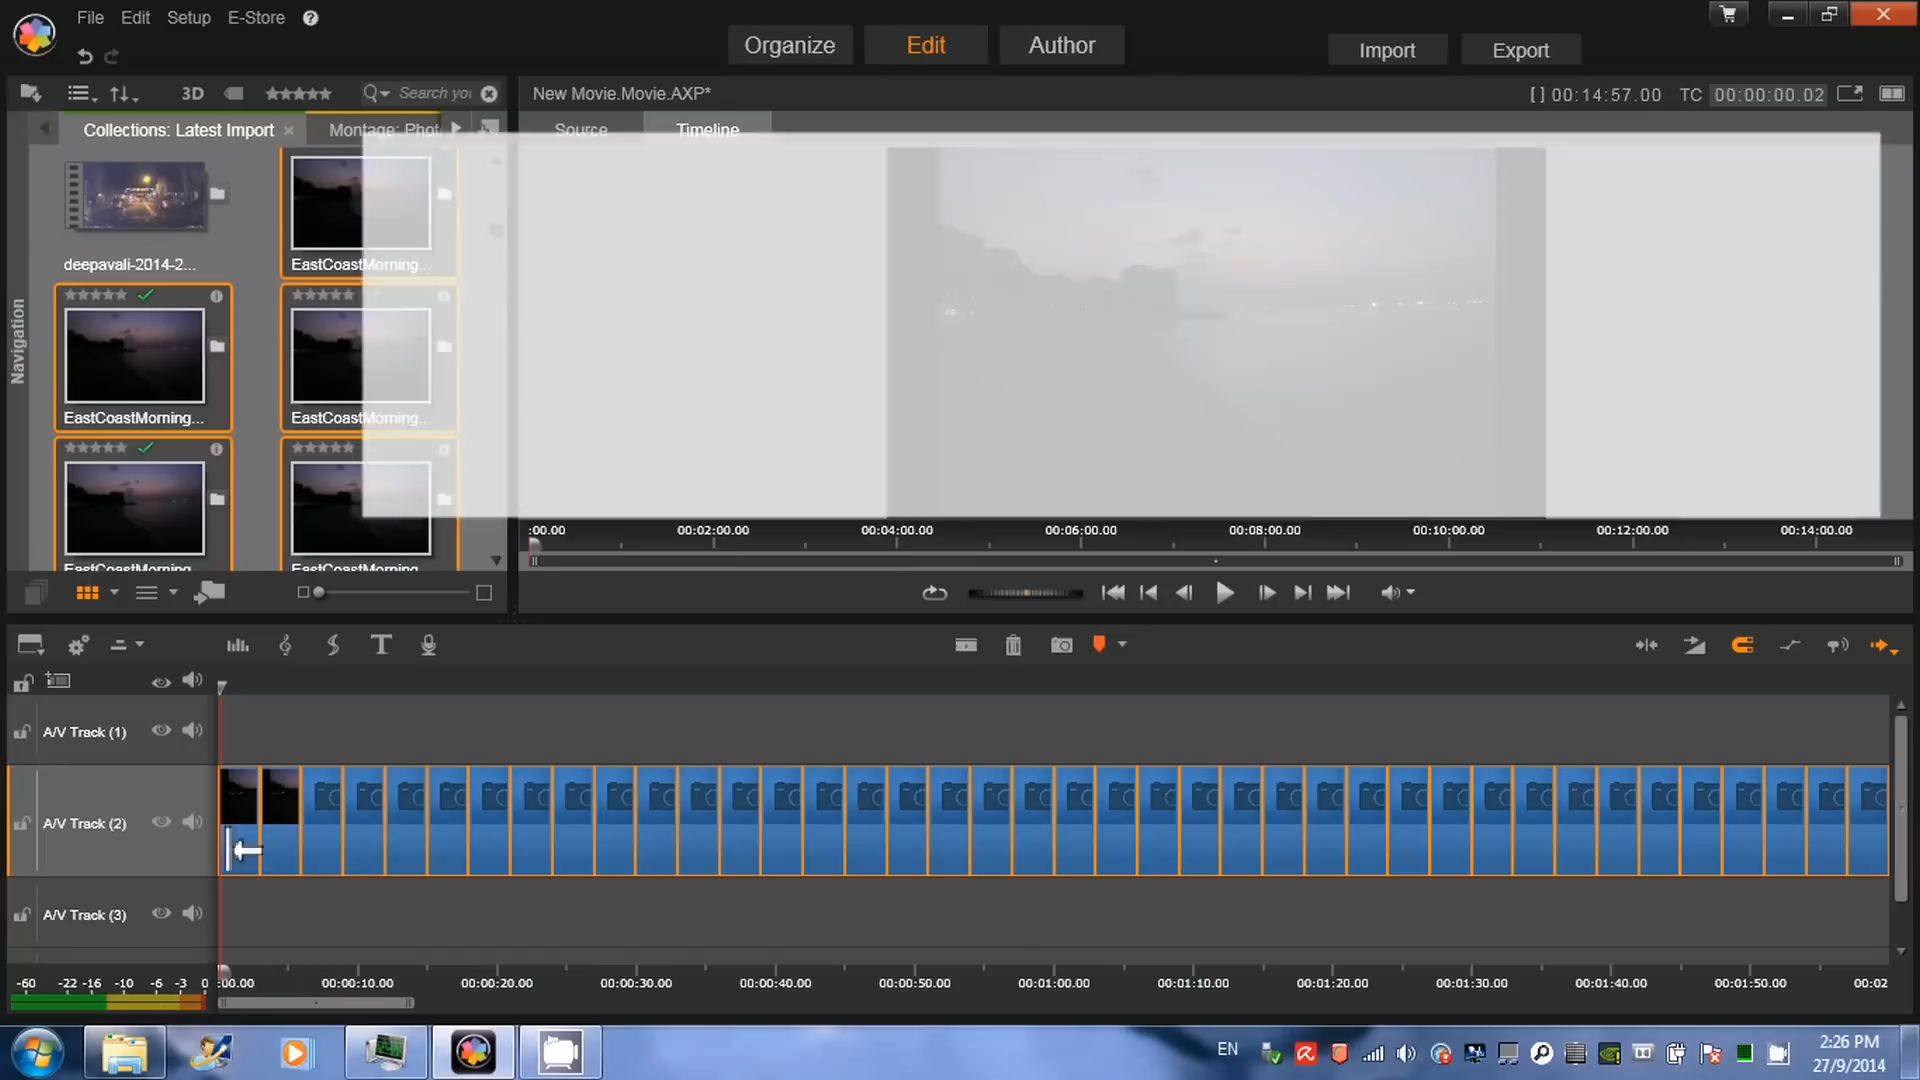 File Edit Setup E-Store
Organize Edit Author Import Export
3D Search you
New Movie.Movie.AXP*
[ ] 00:14:57.00 TC 00:00:00.02
Collections: Latest Import × Montage: Phot
Source Timeline
Navigation
deepavali-2014-2...
EastCoastMorning...
EastCoastMorning...
EastCoastMorning...
EastCoastMorning...
EastCoastMorning
:00.00 00:02:00.00 00:04:00.00 00:06:00.00 00:08:00.00 00:10:00.00 00:12:00.00 00:14:00.00
A/V Track (1)
A/V Track (2)
A/V Track (3)
-60 -22 -16 -10 -6 -3 0
:00.00 00:00:10.00 00:00:20.00 00:00:30.00 00:00:40.00 00:00:50.00 00:01:00.00 00:01:10.00 00:01:20.00 00:01:30.00 00:01:40.00 00:01:50.00 00:02
EN
2:26 PM
27/9/2014